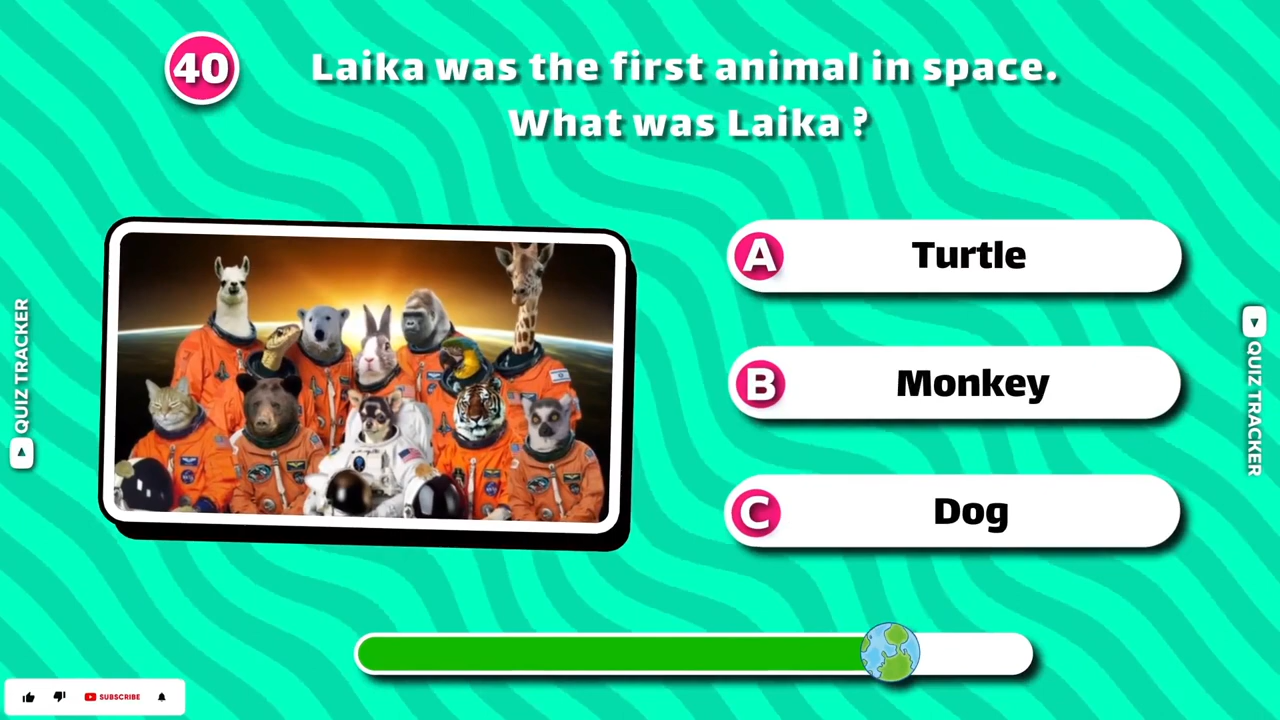 40
Laika was the first animal in space.
What was Laika ?
A Turtle
B Monkey
C Dog
QUIZ TRACKER
QUIZ TRACKER
SUBSCRIBE